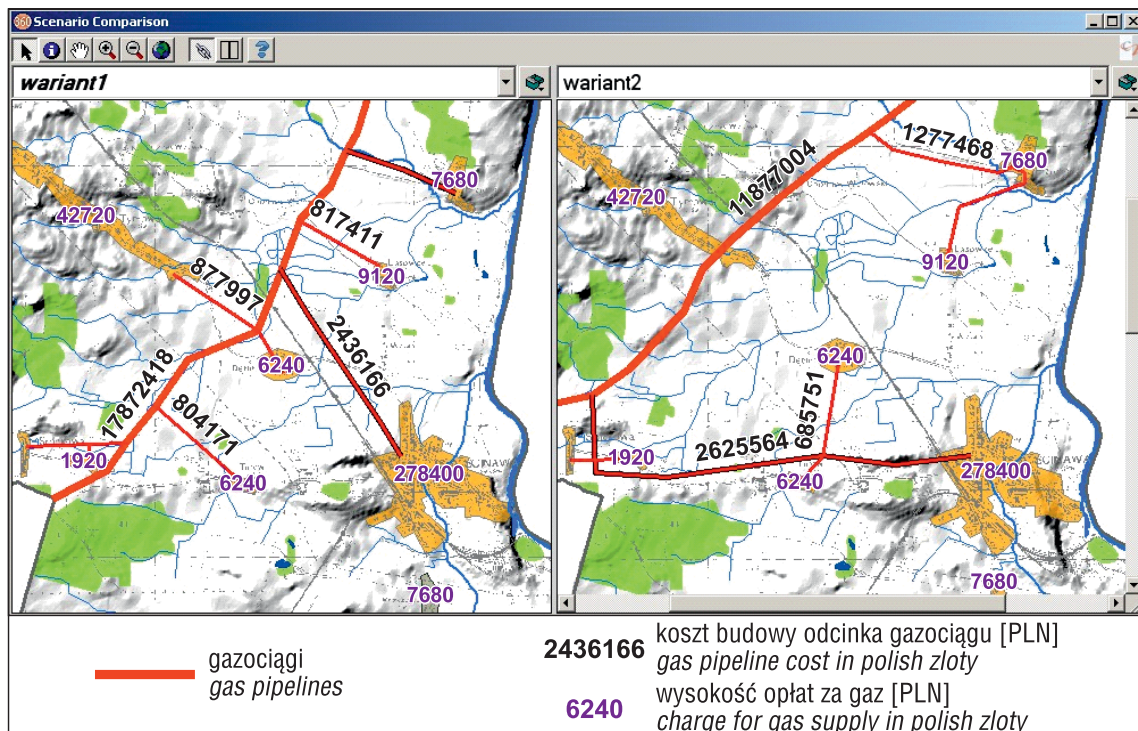 360 Scenario Comparison
wariant1
wariant2
7680
817411
42720
9120
877997
2436166
6240
17872418
804171
1920
6240
278400
7680
1277468
7680
11877004
42720
9120
6240
685751
2625564
1920
278400
ŚCINAWA
6240
7680
gazociągi
gas pipelines
2436166
koszt budowy odcinka gazociągu [PLN]
gas pipeline cost in polish zloty
6240
wysokość opłat za gaz [PLN]
charge for gas supply in polish zloty